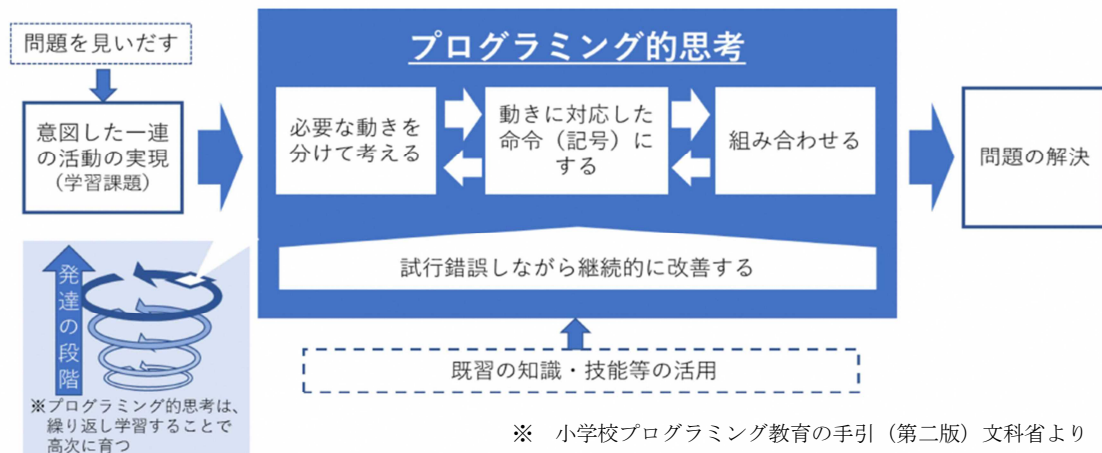 問題を見いだす
意図した一連
の活動の実現
(学習課題)
プログラミング的思考
必要な動きを
分けて考える
動きに対応した
命令(記号)に
する
組み合わせる
試行錯誤しながら継続的に改善する
問題の解決
既習の知識・技能等の活用
発達の段階
※プログラミング的思考は、
繰り返し学習することで
高次に育つ
※ 小学校プログラミング教育の手引(第二版)文科省より